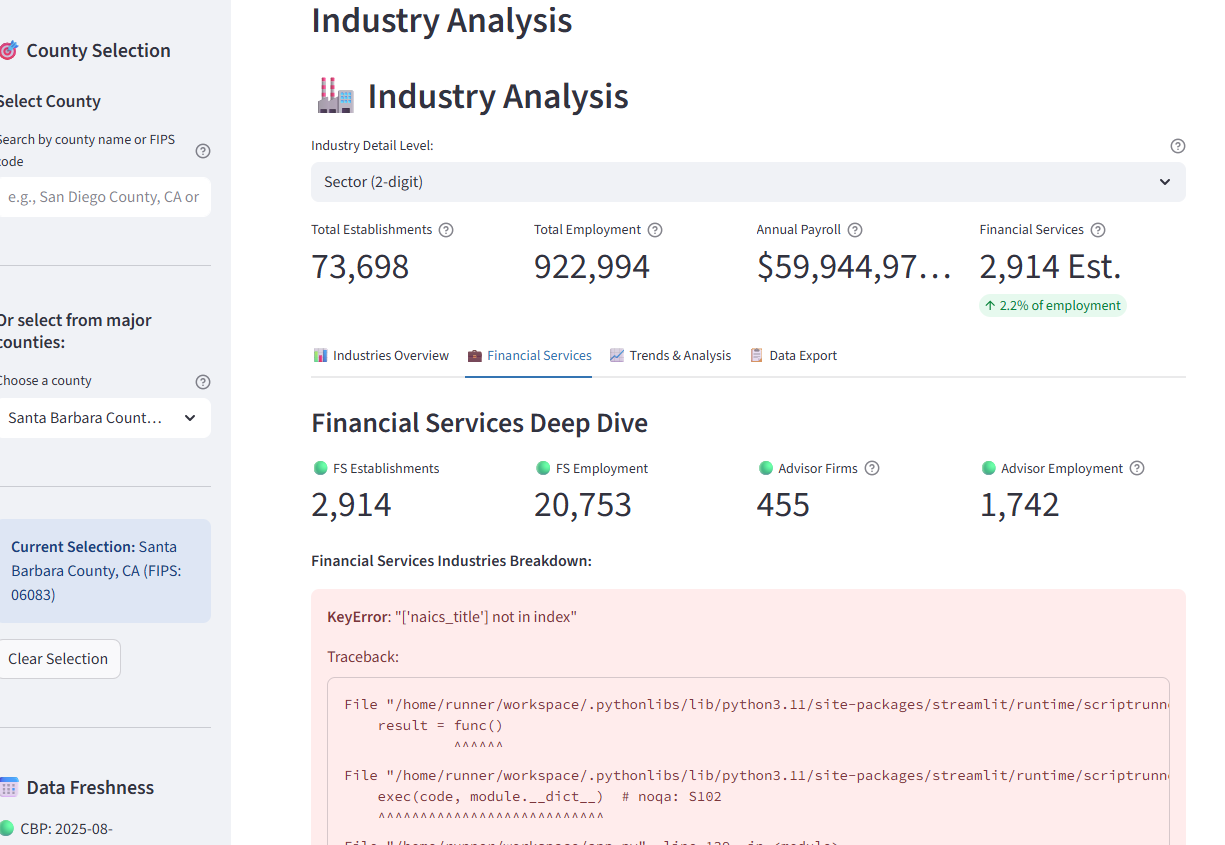 County Selection
Select County
Search by county name or FIPS
code
e.g., San Diego County, CA or
Or select from major
counties:
Choose a county
Santa Barbara Count...
Current Selection: Santa
Barbara County, CA (FIPS:
06083)
Clear Selection
Data Freshness
CBP: 2025-08-
Industry Analysis
Industry Analysis
Industry Detail Level:
Sector (2-digit)
Total Establishments
73,698
Total Employment
922,994
Annual Payroll
$59,944,97...
Financial Services
2,914 Est.
↑ 2.2% of employment
Industries Overview
Financial Services
Trends & Analysis
Data Export
Financial Services Deep Dive
FS Establishments
2,914
FS Employment
20,753
Advisor Firms
455
Advisor Employment
1,742
Financial Services Industries Breakdown:
KeyError: "['naics_title'] not in index"
Traceback:
File "/home/runner/workspace/.pythonlibs/lib/python3.11/site-packages/streamlit/runtime/scriptrunn
result = func()
^^^^^^
File "/home/runner/workspace/.pythonlibs/lib/python3.11/site-packages/streamlit/runtime/scriptrunn
exec(code, module.__dict__)  # noqa: S102
^^^^^^^^^^^^^^^^^^^^^^^^^^^